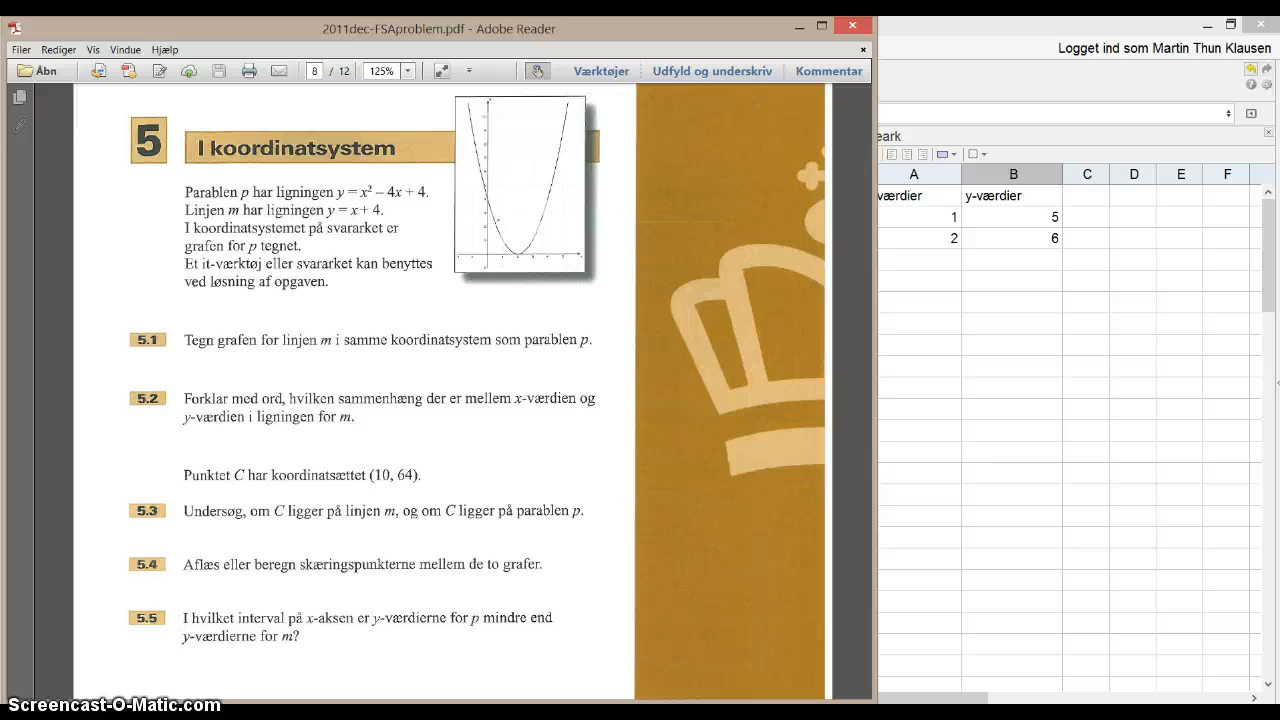 2011dec-FSAproblem.pdf - Adobe Reader
Filer Rediger Vis Vindue Hjælp
Logget ind som Martin Thun Klausen
Åbn 8 / 12 125% Værktøjer Udfyld og underskriv Kommentar
eark
A B C D E F
værdier y-værdier
1 5
2 6
5 I koordinatsystem
Parablen p har ligningen y = x² – 4x + 4.
Linjen m har ligningen y = x + 4.
I koordinatsystemet på svararket er
grafen for p tegnet.
Et it-værktøj eller svararket kan benyttes
ved løsning af opgaven.
5.1 Tegn grafen for linjen m i samme koordinatsystem som parablen p.
5.2 Forklar med ord, hvilken sammenhæng der er mellem x-værdien og
y-værdien i ligningen for m.
Punktet C har koordinatsættet (10, 64).
5.3 Undersøg, om C ligger på linjen m, og om C ligger på parablen p.
5.4 Aflæs eller beregn skæringspunkterne mellem de to grafer.
5.5 I hvilket interval på x-aksen er y-værdierne for p mindre end
y-værdierne for m?
Screencast-O-Matic.com